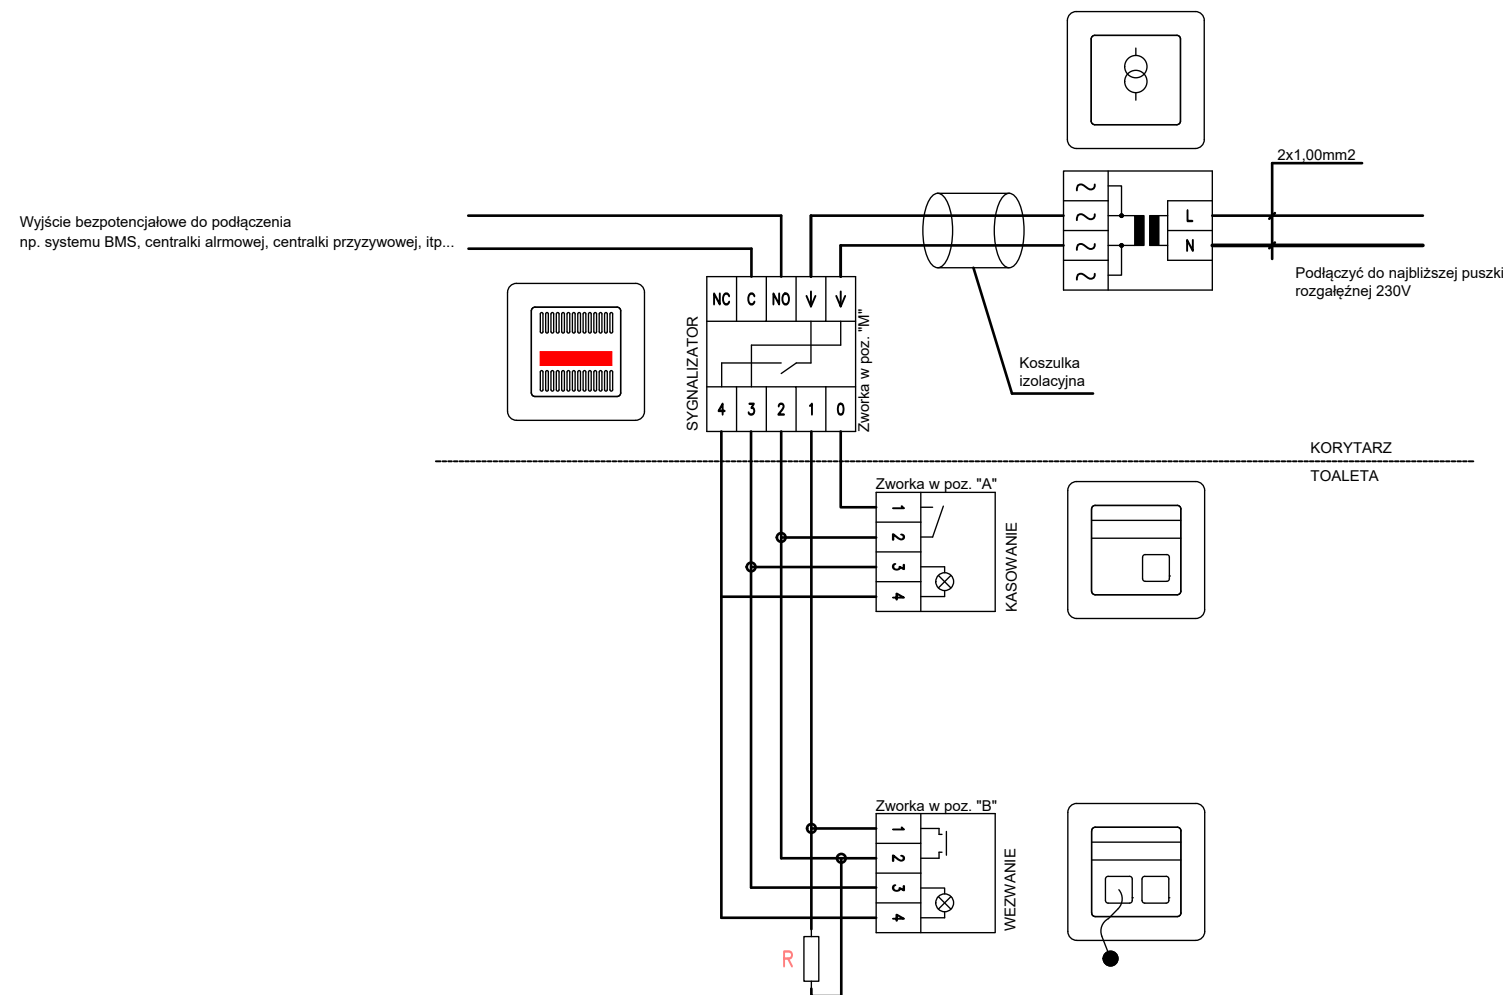 2x1,00mm2
Wyjście bezpotencjałowe do podłączenia
np. systemu BMS, centralki alrmowej, centralki przyzywowej, itp...
L
N
Podłączyć do najbliższej puszki
rozgałęźnej 230V
NC C NO
SYGNALIZATOR
Zworka w poz. "M"
4 3 2 1 0
Koszulka
izolacyjna
KORYTARZ
TOALETA
Zworka w poz. "A"
1
2
3
4
KASOWANIE
Zworka w poz. "B"
1
2
3
4
WEZWANIE
R